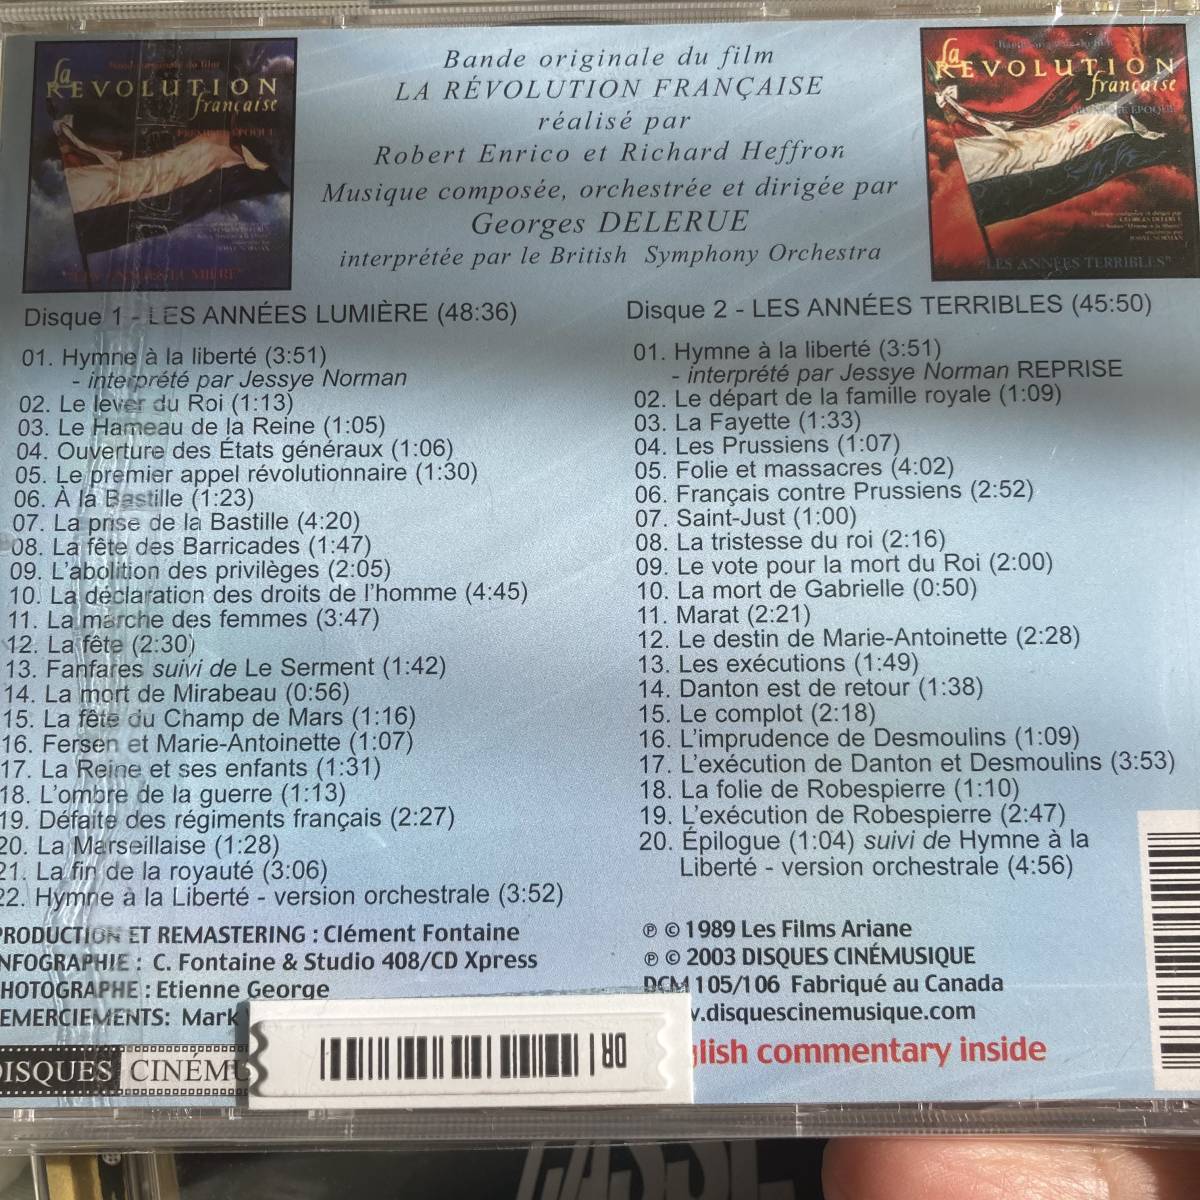 Bande originale du film
la
REVOLUTION
française
PREMIÈRE ÉPOQUE
"LES ANNÉES LUMIÈRE"
Bande originale du film
LA RÉVOLUTION FRANÇAISE
réalisé par
Robert Enrico et Richard Heffron
Musique composée, orchestrée et dirigée par
Georges DELERUE
interprétée par le British Symphony Orchestra
Bande originale du film
la
REVOLUTION
française
ÉPOQUE
"LES ANNÉES TERRIBLES"
Disque 1 - LES ANNÉES LUMIÈRE (48:36)
01. Hymne à la liberté (3:51)
- interprété par Jessye Norman
02. Le lever du Roi (1:13)
03. Le Hameau de la Reine (1:05)
04. Ouverture des États généraux (1:06)
05. Le premier appel révolutionnaire (1:30)
06. À la Bastille (1:23)
07. La prise de la Bastille (4:20)
08. La fête des Barricades (1:47)
09. L'abolition des privilèges (2:05)
10. La déclaration des droits de l'homme (4:45)
11. La marche des femmes (3:47)
12. La fête (2:30)
13. Fanfares suivi de Le Serment (1:42)
14. La mort de Mirabeau (0:56)
15. La fête du Champ de Mars (1:16)
16. Fersen et Marie-Antoinette (1:07)
17. La Reine et ses enfants (1:31)
18. L'ombre de la guerre (1:13)
19. Défaite des régiments français (2:27)
20. La Marseillaise (1:28)
21. La fin de la royauté (3:06)
22. Hymne à la Liberté - version orchestrale (3:52)
PRODUCTION ET REMASTERING : Clément Fontaine
INFOGRAPHIE : C. Fontaine & Studio 408/CD Xpress
PHOTOGRAPHE : Etienne George
REMERCIEMENTS: Mark
DISQUES CINÉMU
Disque 2 - LES ANNÉES TERRIBLES (45:50)
01. Hymne à la liberté (3:51)
- interprété par Jessye Norman REPRISE
02. Le départ de la famille royale (1:09)
03. La Fayette (1:33)
04. Les Prussiens (1:07)
05. Folie et massacres (4:02)
06. Français contre Prussiens (2:52)
07. Saint-Just (1:00)
08. La tristesse du roi (2:16)
09. Le vote pour la mort du Roi (2:00)
10. La mort de Gabrielle (0:50)
11. Marat (2:21)
12. Le destin de Marie-Antoinette (2:28)
13. Les exécutions (1:49)
14. Danton est de retour (1:38)
15. Le complot (2:18)
16. L'imprudence de Desmoulins (1:09)
17. L'exécution de Danton et Desmoulins (3:53)
18. La folie de Robespierre (1:10)
19. L'exécution de Robespierre (2:47)
20. Épilogue (1:04) suivi de Hymne à la
Liberté - version orchestrale (4:56)
℗ © 1989 Les Films Ariane
℗ © 2003 DISQUES CINÉMUSIQUE
DCM 105/106 Fabriqué au Canada
.disquescinemusique.com
glish commentary inside
DR